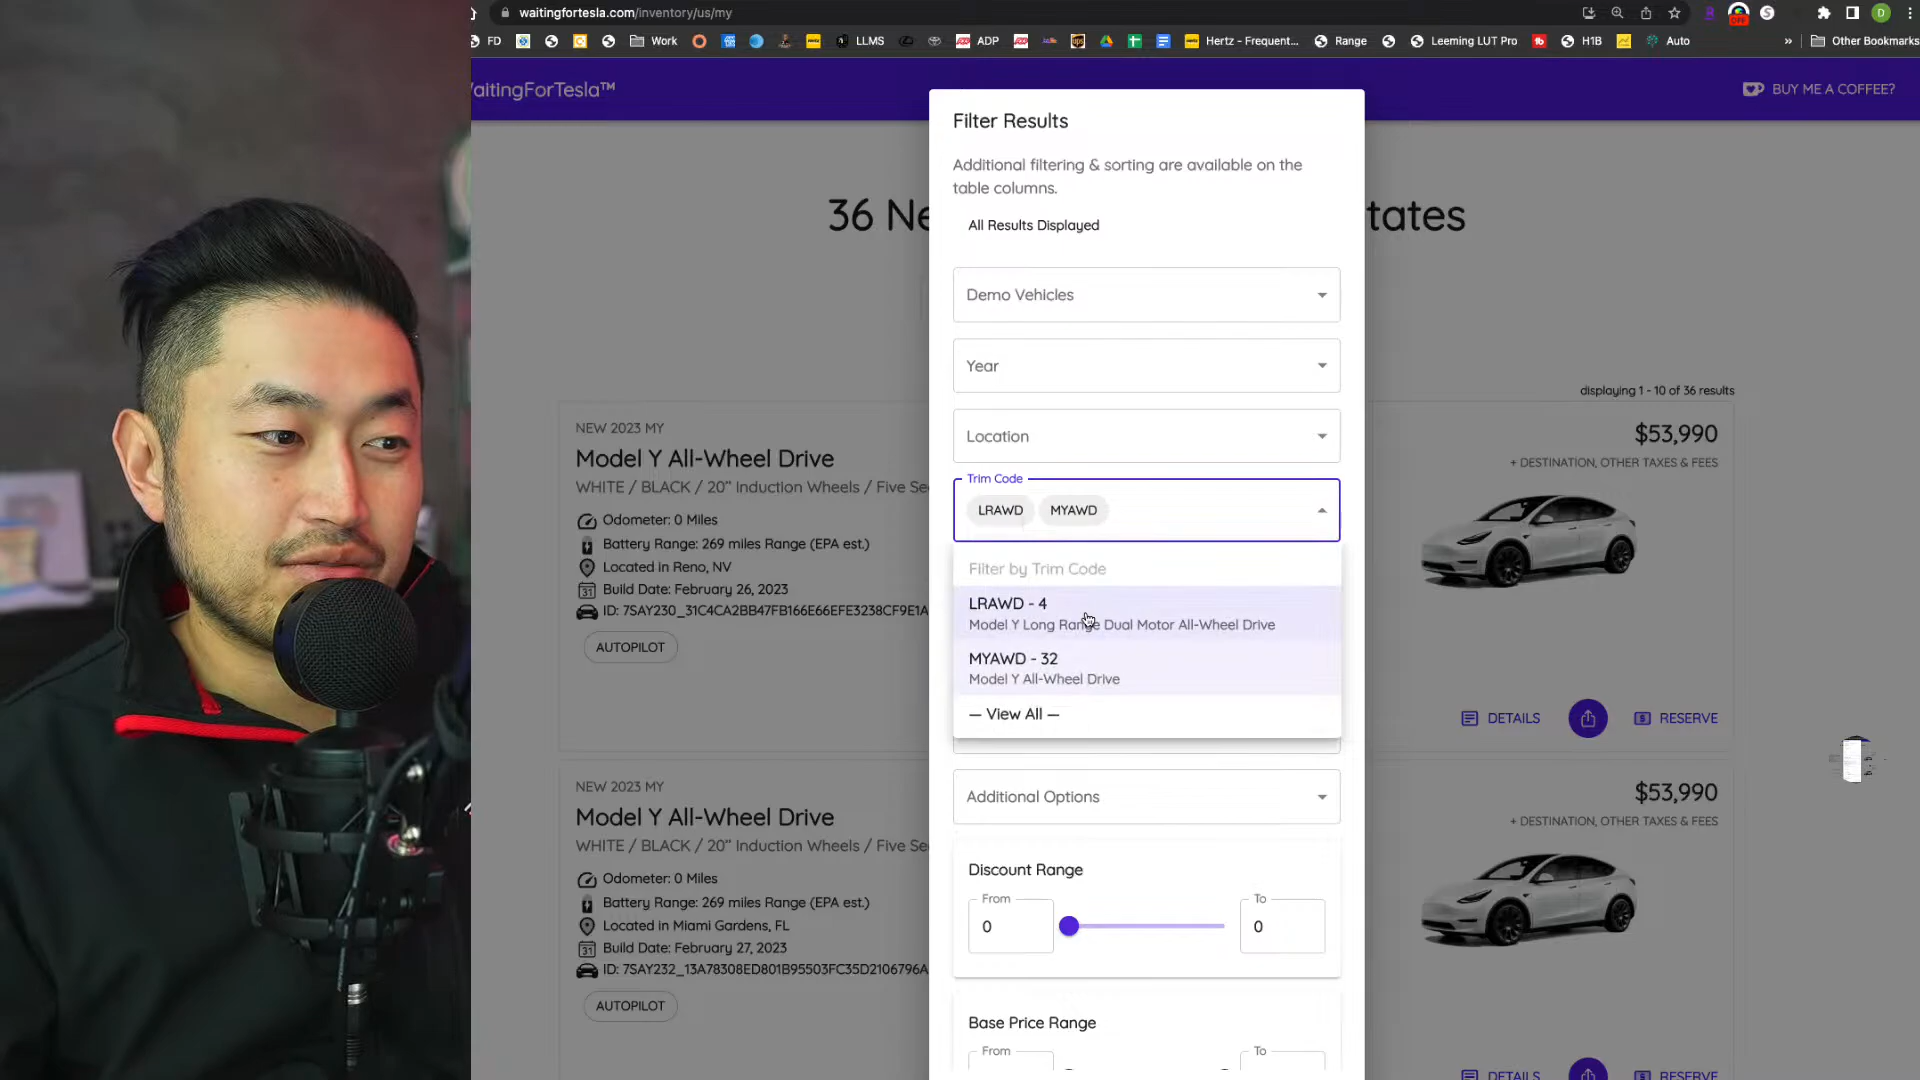 waitingfortesla.com/inventory/us/my
FD
Work
LLMS
ADP
Hertz - Frequent...
Range
Leeming LUT Pro
H1B
Auto
»
Other Bookmarks
aitingForTesla™
BUY ME A COFFEE?
36 Ne
tates
displaying 1 - 10 of 36 results
NEW 2023 MY
Model Y All-Wheel Drive
WHITE / BLACK / 20" Induction Wheels / Five Se
Odometer: 0 Miles
Battery Range: 269 miles Range (EPA est.)
Located in Reno, NV
Build Date: February 26, 2023
ID: 7SAY230_31C4CA2BB47FB166E66EFE3238CF9E1A
AUTOPILOT
$53,990
+ DESTINATION, OTHER TAXES & FEES
DETAILS
RESERVE
NEW 2023 MY
Model Y All-Wheel Drive
WHITE / BLACK / 20" Induction Wheels / Five Se
Odometer: 0 Miles
Battery Range: 269 miles Range (EPA est.)
Located in Miami Gardens, FL
Build Date: February 27, 2023
ID: 7SAY232_13A78308ED801B95503FC35D2106796A
AUTOPILOT
$53,990
+ DESTINATION, OTHER TAXES & FEES
DETAILS
RESERVE
Filter Results
Additional filtering & sorting are available on the
table columns.
All Results Displayed
Demo Vehicles
Year
Location
Trim Code
LRAWD MYAWD
Filter by Trim Code
LRAWD - 4
Model Y Long Range Dual Motor All-Wheel Drive
MYAWD - 32
Model Y All-Wheel Drive
— View All —
Additional Options
Discount Range
From
0
To
0
Base Price Range
From
To